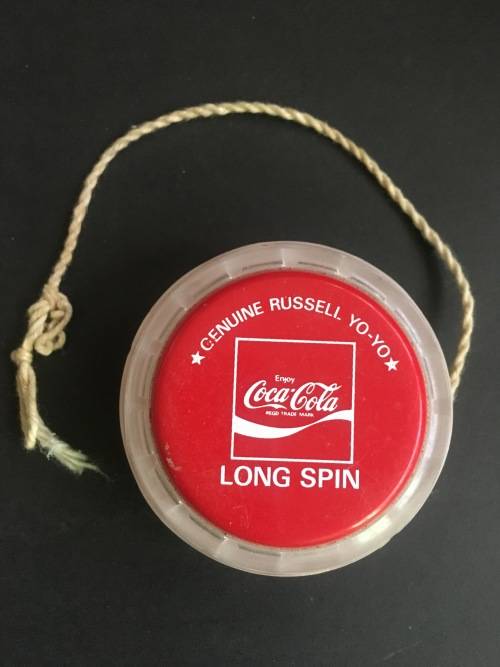 ★GENUINE RUSSELL YO-YO★
Enjoy
Coca-Cola
REGD TRADE MARK
LONG SPIN